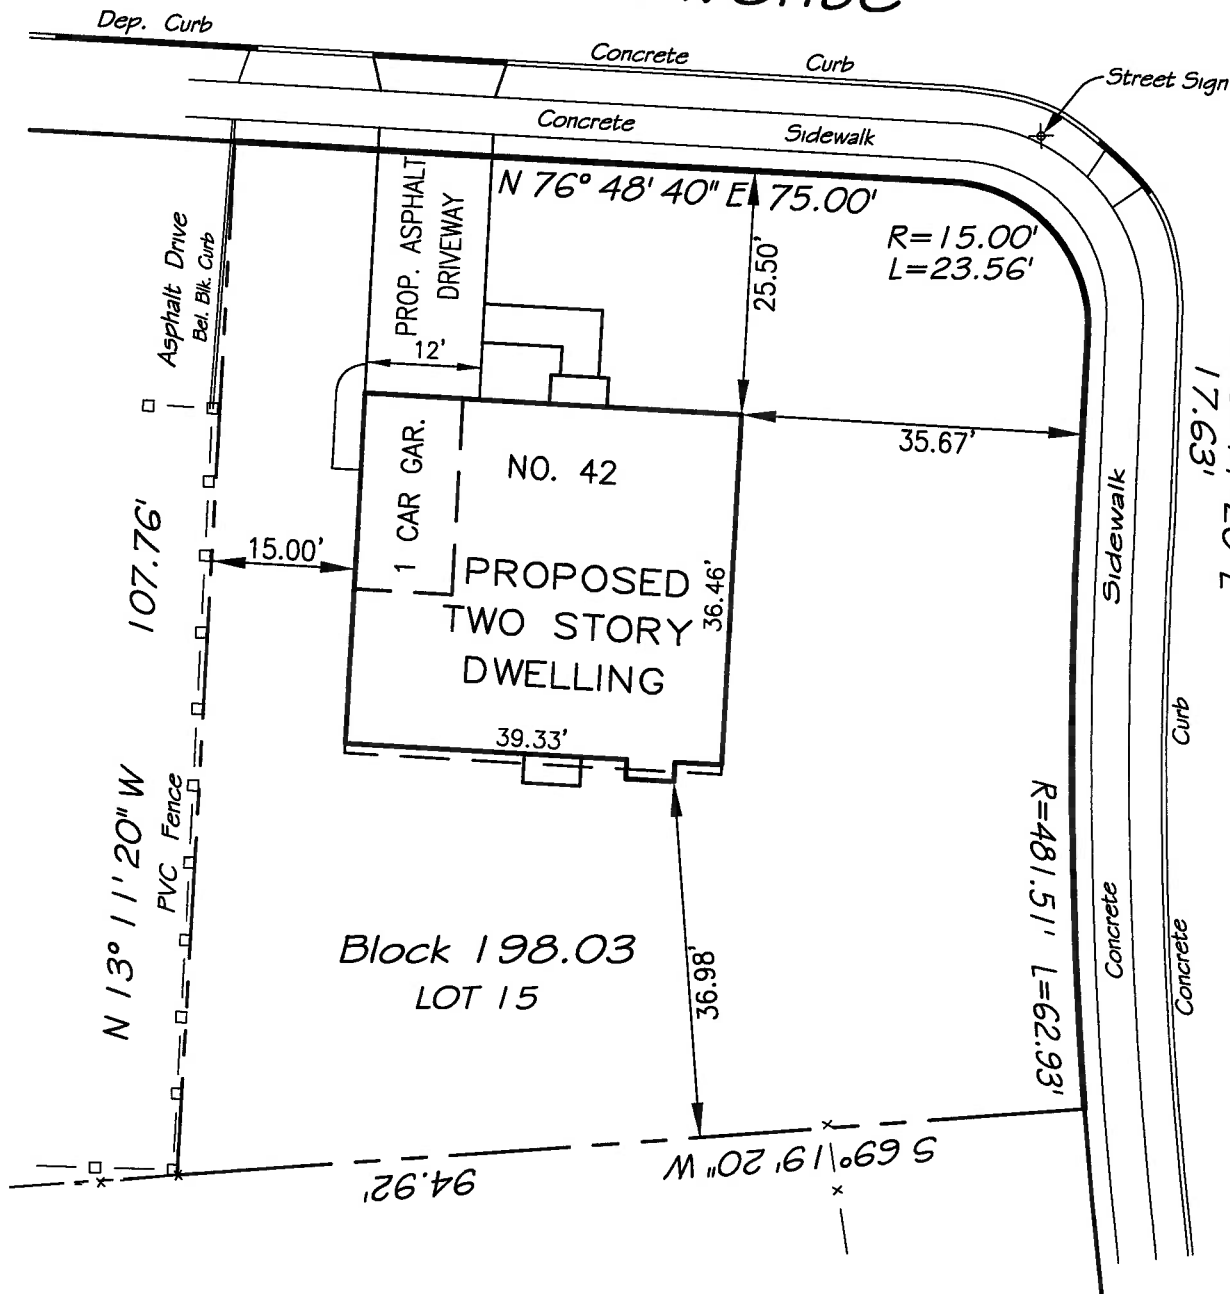 Dep. Curb
Concrete Curb
Street Sign
Concrete Sidewalk
N 76° 48' 40" E 75.00'
R=15.00'
L=23.56'
Asphalt Drive
Bel. Blk. Curb
PROP. ASPHALT
DRIVEWAY
25.50'
12'
35.67'
17.63'
1 CAR GAR.
NO. 42
Sidewalk
107.76'
15.00'
PROPOSED
TWO STORY
DWELLING
36.46'
39.33'
Curb
N 13° 11' 20" W
PVC Fence
R=481.51' L=62.93'
Block 198.03
LOT 15
36.98'
Concrete
Concrete
S 69° 19' 20" W
94.92'